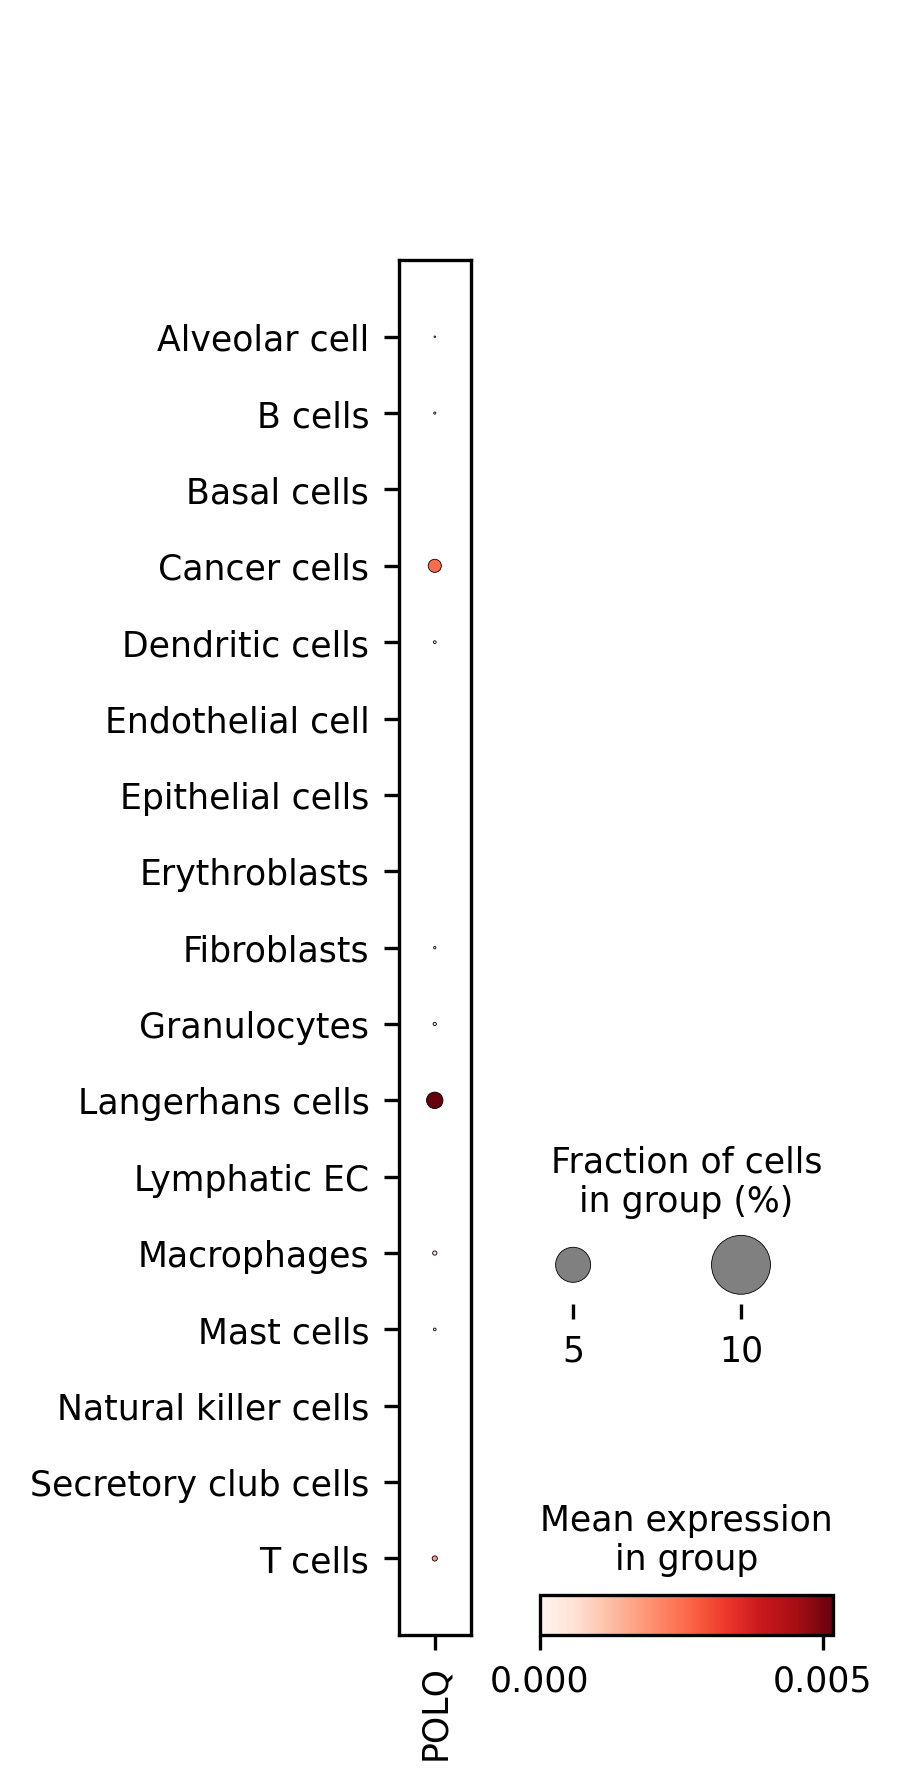 Alveolar cell
B cells
Basal cells
Cancer cells
Dendritic cells
Endothelial cell
Epithelial cells
Erythroblasts
Fibroblasts
Granulocytes
Langerhans cells
Lymphatic EC
Macrophages
Mast cells
Natural killer cells
Secretory club cells
T cells
POLQ
Fraction of cells
in group (%)
5 10
Mean expression
in group
0.000 0.005